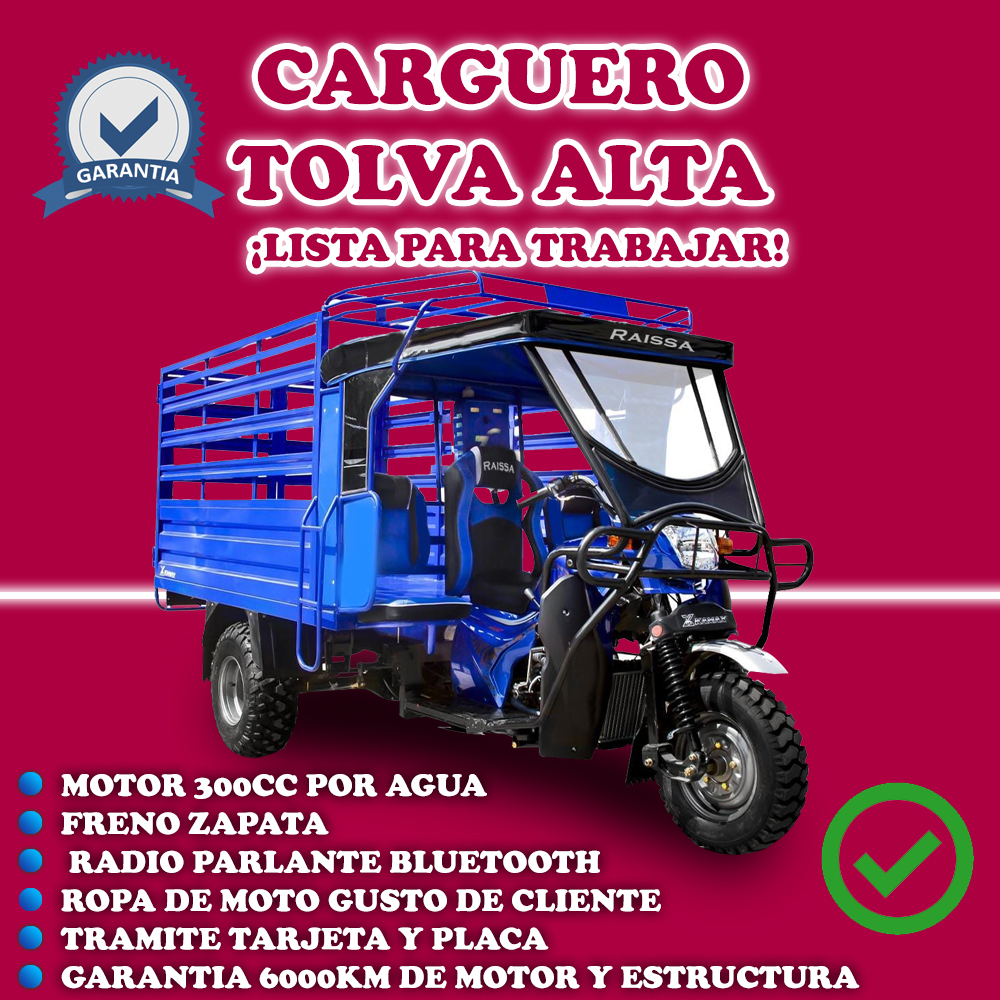 GARANTIA
CARGUERO
TOLVA ALTA
¡LISTA PARA TRABAJAR!
RAISSA
RAISSA
KAMAX
MOTOR 300CC POR AGUA
FRENO ZAPATA
RADIO PARLANTE BLUETOOTH
ROPA DE MOTO GUSTO DE CLIENTE
TRAMITE TARJETA Y PLACA
GARANTIA 6000KM DE MOTOR Y ESTRUCTURA